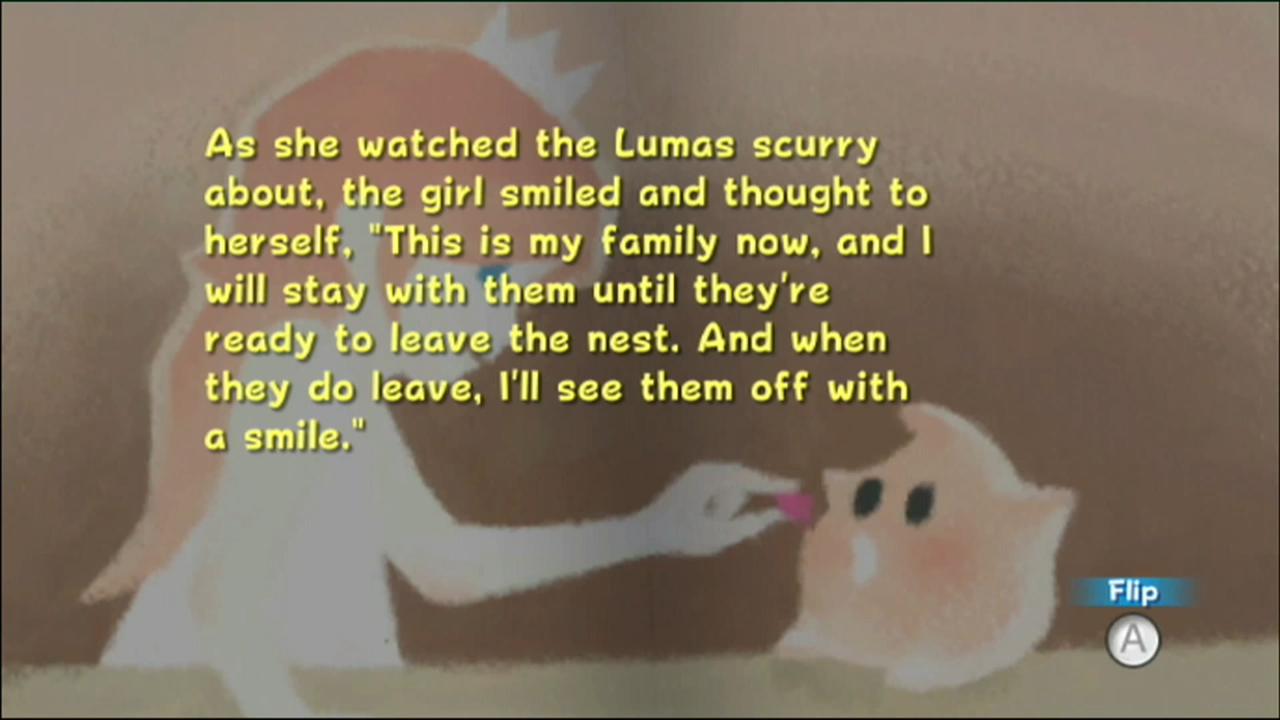 As she watched the Lumas scurry
about, the girl smiled and thought to
herself, "This is my family now, and I
will stay with them until they're
ready to leave the nest. And when
they do leave, I'll see them off with
a smile."
Flip
A